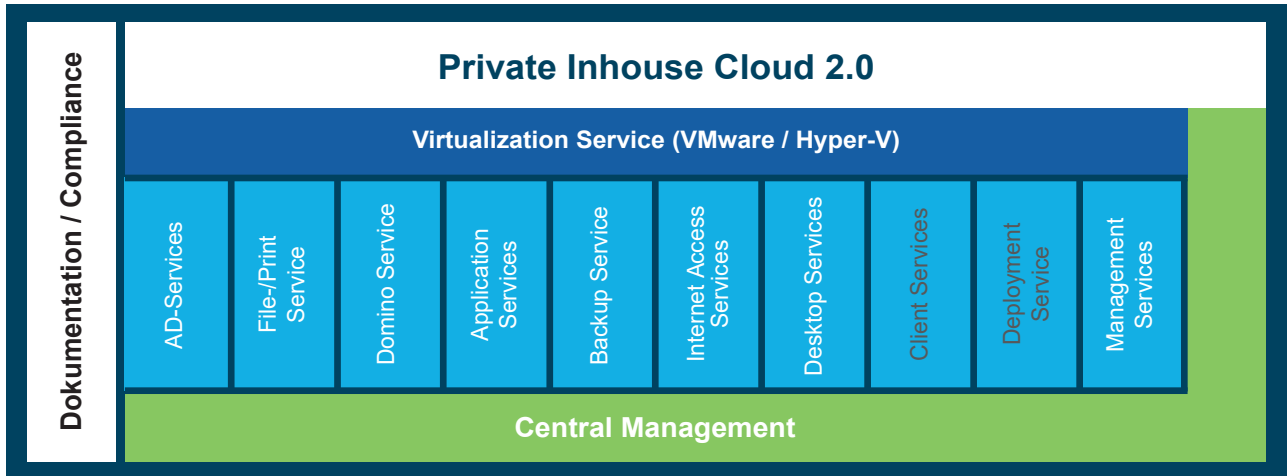 Dokumentation / Compliance
Private Inhouse Cloud 2.0
Virtualization Service (VMware / Hyper-V)
AD-Services
File-/Print
Service
Domino Service
Application
Services
Backup Service
Internet Access
Services
Desktop Services
Client Services
Deployment
Service
Management
Services
Central Management